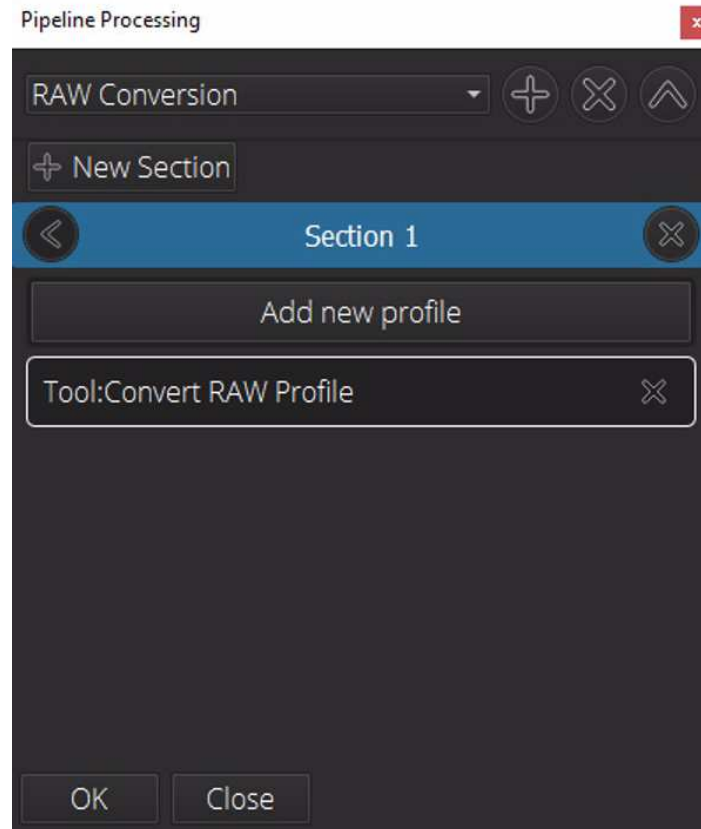 Pipeline Processing
RAW Conversion
New Section
Section 1
Add new profile
Tool:Convert RAW Profile
OK
Close